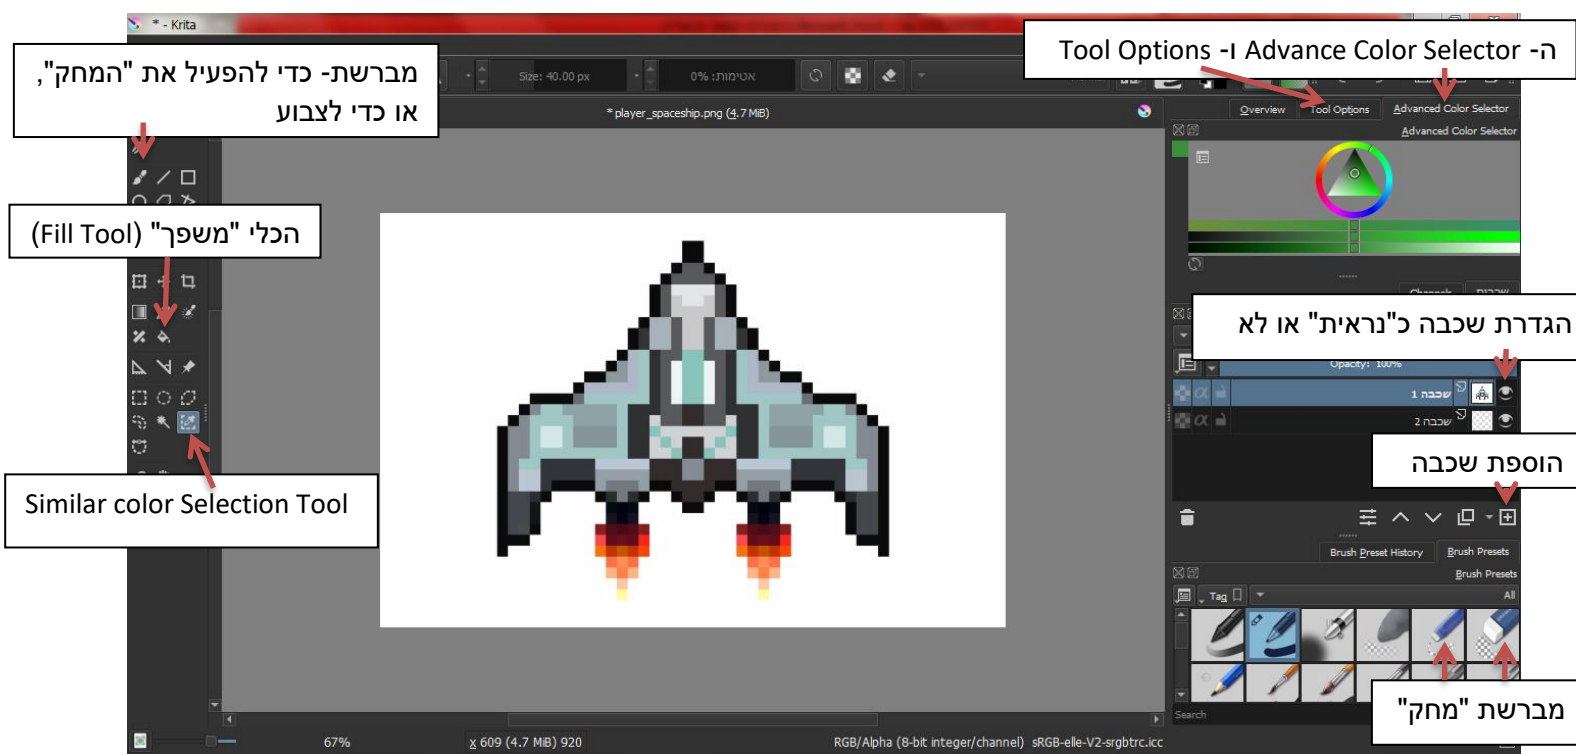 * - Krita
ה- Advance Color Selector ו- Tool Options
מברשת- כדי להפעיל את "המחק",
או כדי לצבוע
Size: 40.00 px
אטימות: 0%
* player_spaceship.png (4.7 MiB)
Overview
Tool Options
Advanced Color Selector
Advanced Color Selector
הכלי "משפך" (Fill Tool)
Channels
שכבות
הגדרת שכבה כ"נראית" או לא
Opacity: 100%
שכבה 1
שכבה 2
הוספת שכבה
Similar color Selection Tool
Brush Preset History
Brush Presets
Brush Presets
Tag
All
מברשת "מחק"
Search
67%
x 609 (4.7 MiB) 920
RGB/Alpha (8-bit integer/channel) sRGB-elle-V2-srgbtrc.icc